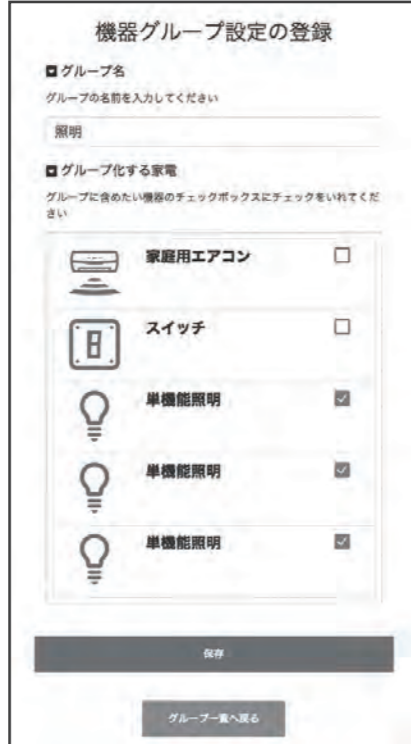 機器グループ設定の登録
グループ名
グループの名前を入力してください
照明
グループ化する家電
グループに含めたい機器のチェックボックスにチェックをいれてくだ
さい
家庭用エアコン
スイッチ
単機能照明
単機能照明
単機能照明
保存
グループ一覧へ戻る